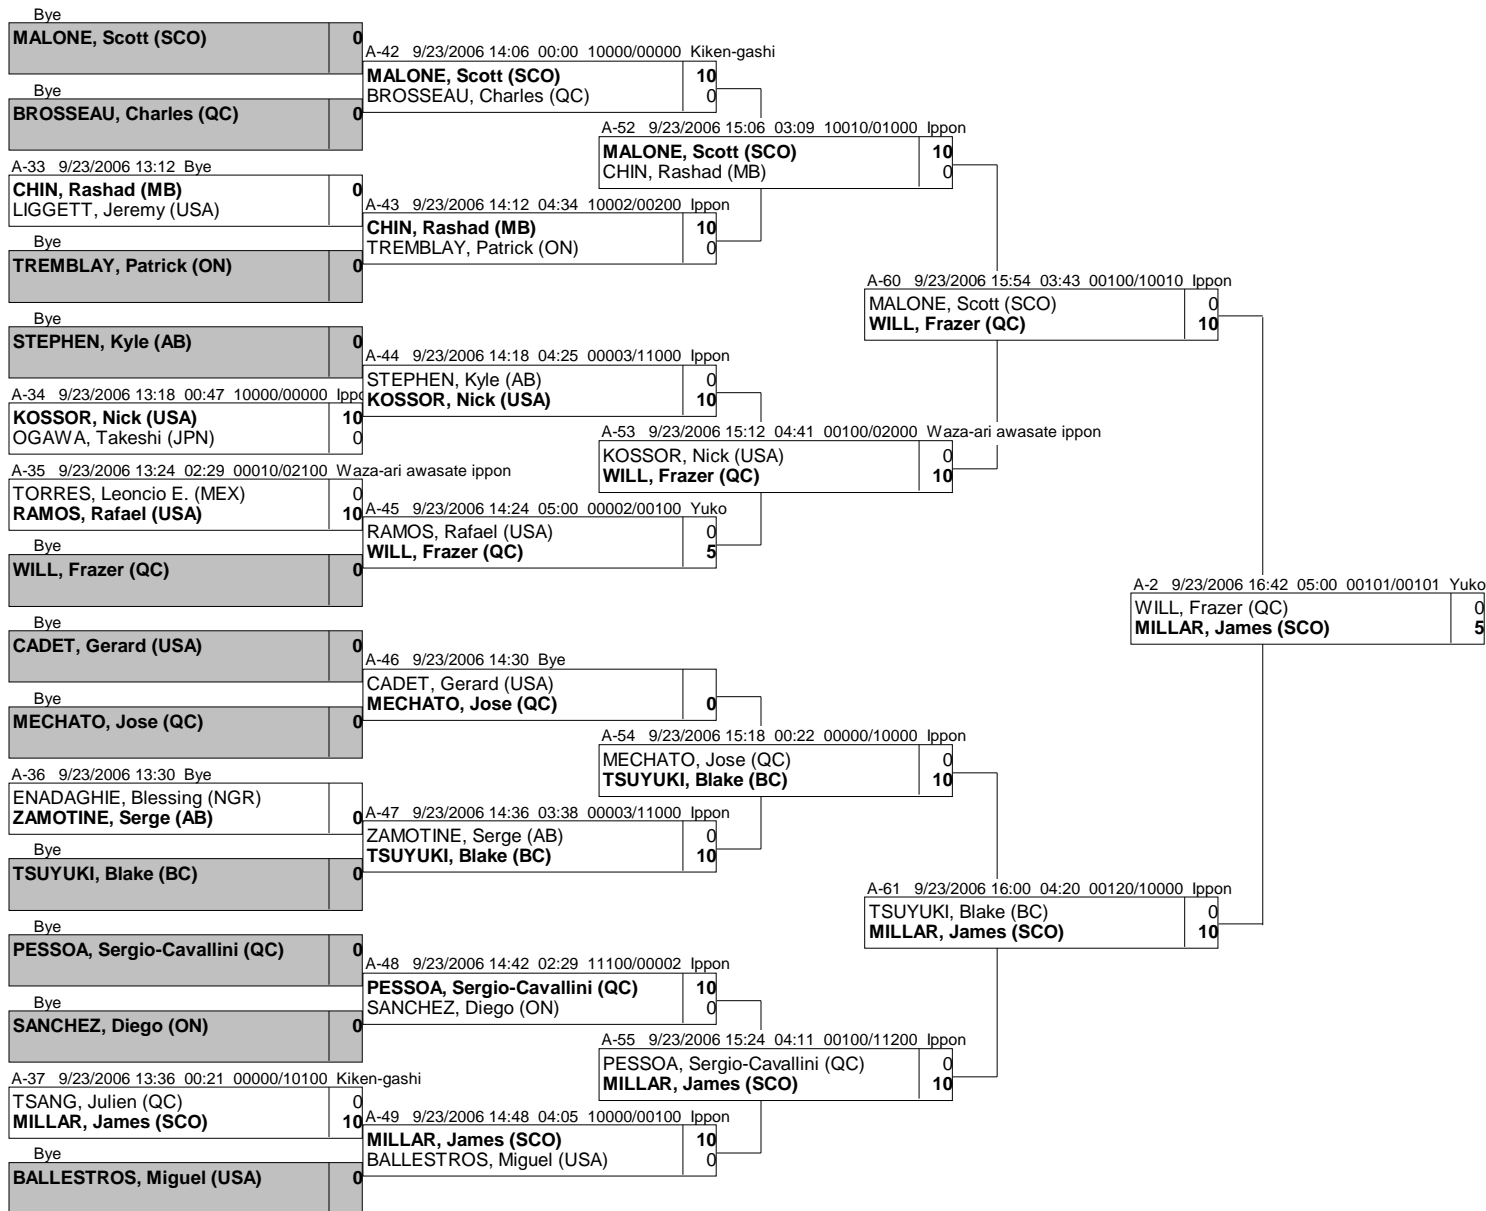 Bye
MALONE, Scott (SCO) 0
Bye
BROSSEAU, Charles (QC) 0
A-33 9/23/2006 13:12 Bye
CHIN, Rashad (MB) 0
LIGGETT, Jeremy (USA)
Bye
TREMBLAY, Patrick (ON) 0
Bye
STEPHEN, Kyle (AB) 0
A-34 9/23/2006 13:18 00:47 10000/00000 Ippo
KOSSOR, Nick (USA) 10
OGAWA, Takeshi (JPN) 0
A-35 9/23/2006 13:24 02:29 00010/02100 Waza-ari awasate ippon
TORRES, Leoncio E. (MEX) 0
RAMOS, Rafael (USA) 10
Bye
WILL, Frazer (QC) 0
Bye
CADET, Gerard (USA) 0
Bye
MECHATO, Jose (QC) 0
A-36 9/23/2006 13:30 Bye
ENADAGHIE, Blessing (NGR)
ZAMOTINE, Serge (AB) 0
Bye
TSUYUKI, Blake (BC) 0
Bye
PESSOA, Sergio-Cavallini (QC) 0
Bye
SANCHEZ, Diego (ON) 0
A-37 9/23/2006 13:36 00:21 00000/10100 Kiken-gashi
TSANG, Julien (QC) 0
MILLAR, James (SCO) 10
Bye
BALLESTROS, Miguel (USA) 0
A-42 9/23/2006 14:06 00:00 10000/00000 Kiken-gashi
MALONE, Scott (SCO) 10
BROSSEAU, Charles (QC) 0
A-43 9/23/2006 14:12 04:34 10002/00200 Ippon
CHIN, Rashad (MB) 10
TREMBLAY, Patrick (ON) 0
A-44 9/23/2006 14:18 04:25 00003/11000 Ippon
STEPHEN, Kyle (AB) 0
KOSSOR, Nick (USA) 10
A-45 9/23/2006 14:24 05:00 00002/00100 Yuko
RAMOS, Rafael (USA) 0
WILL, Frazer (QC) 5
A-46 9/23/2006 14:30 Bye
CADET, Gerard (USA)
MECHATO, Jose (QC) 0
A-47 9/23/2006 14:36 03:38 00003/11000 Ippon
ZAMOTINE, Serge (AB) 0
TSUYUKI, Blake (BC) 10
A-48 9/23/2006 14:42 02:29 11100/00002 Ippon
PESSOA, Sergio-Cavallini (QC) 10
SANCHEZ, Diego (ON) 0
A-49 9/23/2006 14:48 04:05 10000/00100 Ippon
MILLAR, James (SCO) 10
BALLESTROS, Miguel (USA) 0
A-52 9/23/2006 15:06 03:09 10010/01000 Ippon
MALONE, Scott (SCO) 10
CHIN, Rashad (MB) 0
A-53 9/23/2006 15:12 04:41 00100/02000 Waza-ari awasate ippon
KOSSOR, Nick (USA) 0
WILL, Frazer (QC) 10
A-54 9/23/2006 15:18 00:22 00000/10000 Ippon
MECHATO, Jose (QC) 0
TSUYUKI, Blake (BC) 10
A-55 9/23/2006 15:24 04:11 00100/11200 Ippon
PESSOA, Sergio-Cavallini (QC) 0
MILLAR, James (SCO) 10
A-60 9/23/2006 15:54 03:43 00100/10010 Ippon
MALONE, Scott (SCO) 0
WILL, Frazer (QC) 10
A-61 9/23/2006 16:00 04:20 00120/10000 Ippon
TSUYUKI, Blake (BC) 0
MILLAR, James (SCO) 10
A-2 9/23/2006 16:42 05:00 00101/00101 Yuko
WILL, Frazer (QC) 0
MILLAR, James (SCO) 5